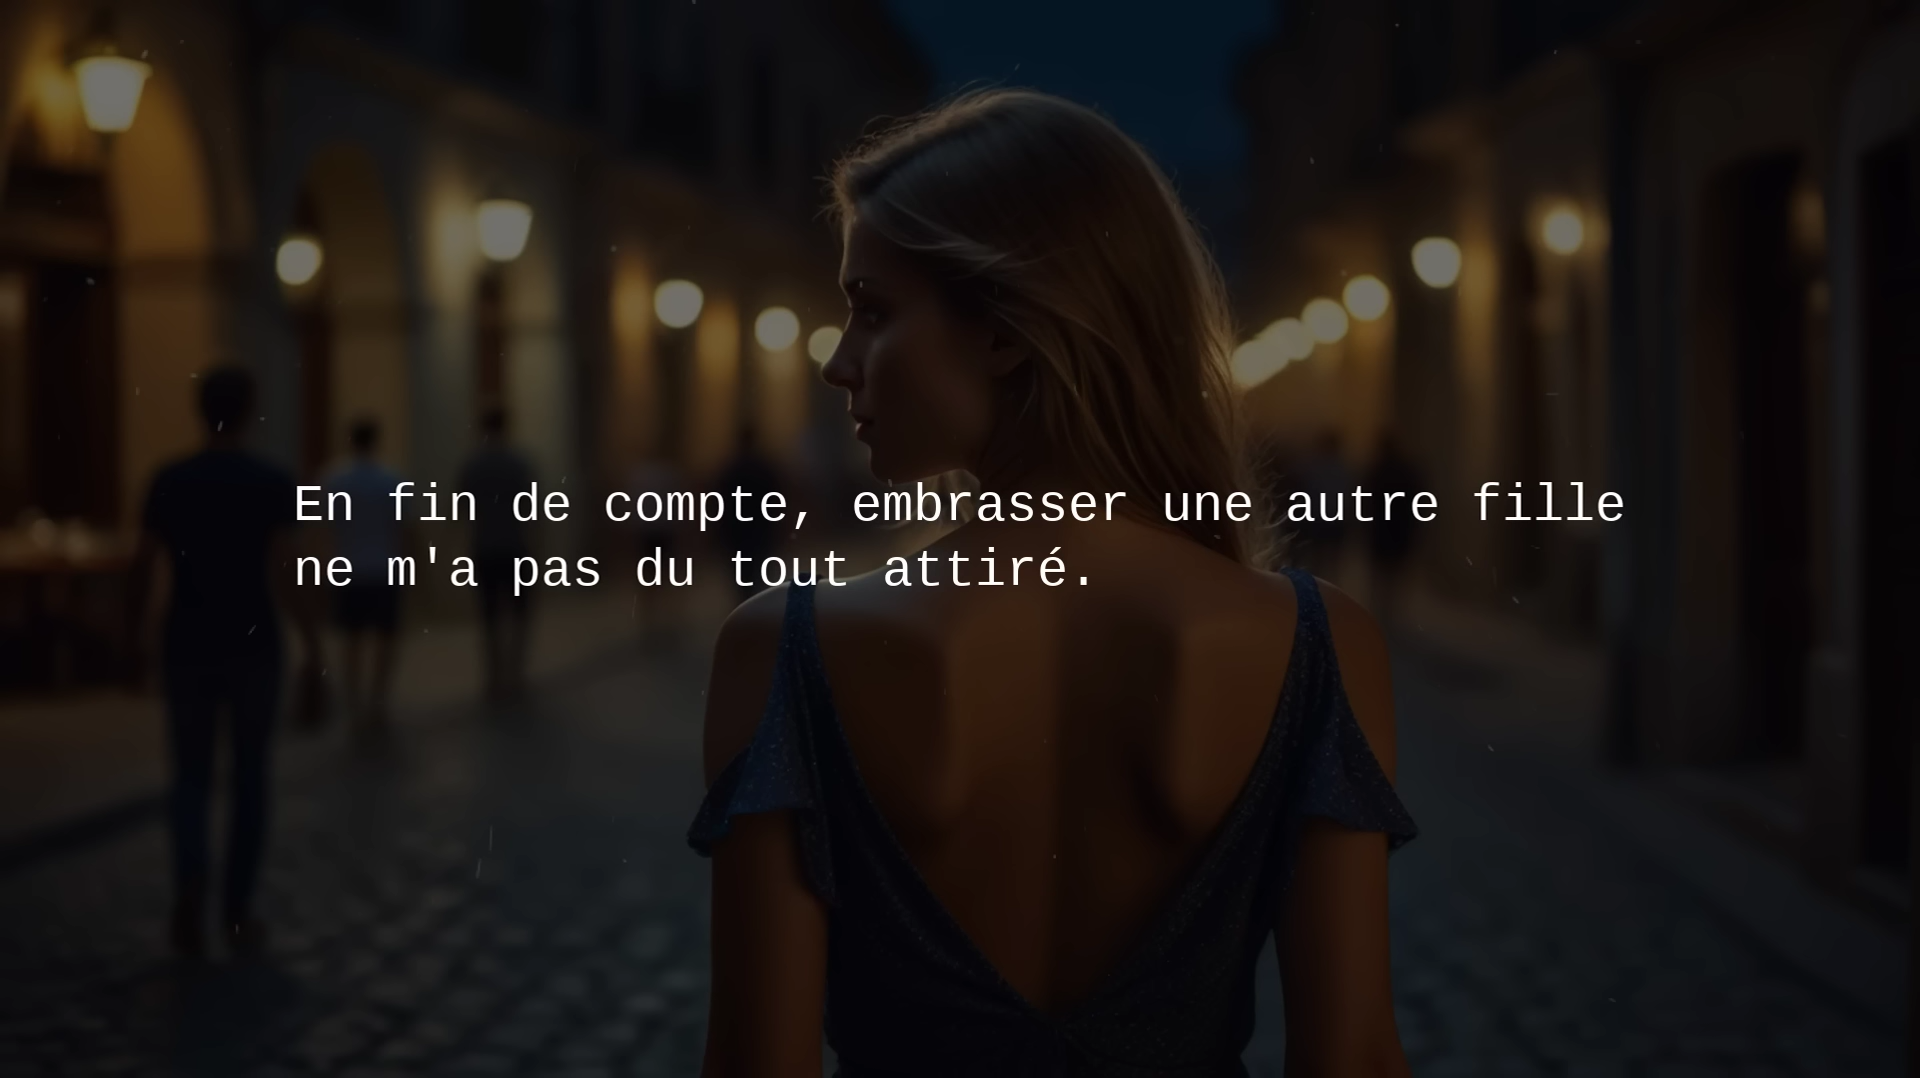 En fin de compte, embrasser une autre fille
ne m'a pas du tout attiré.